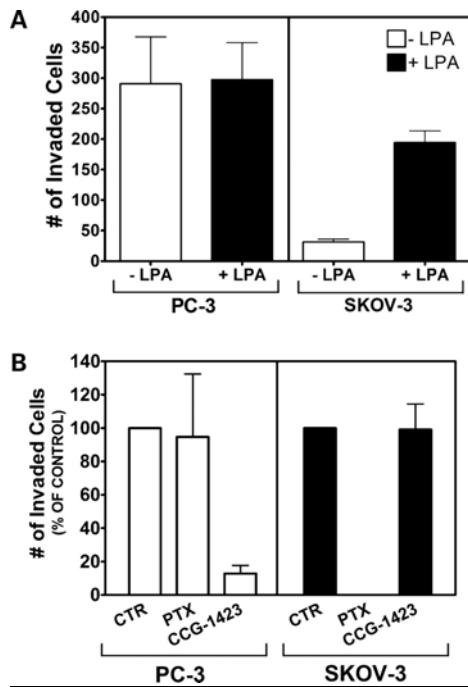 A
# of Invaded Cells
400
350
300
250
200
150
100
50
0
- LPA
+ LPA
- LPA + LPA - LPA + LPA
PC-3 SKOV-3
B
# of Invaded Cells
(% OF CONTROL)
140
120
100
80
60
40
20
0
CTR PTX CCG-1423 CTR PTX CCG-1423
PC-3 SKOV-3